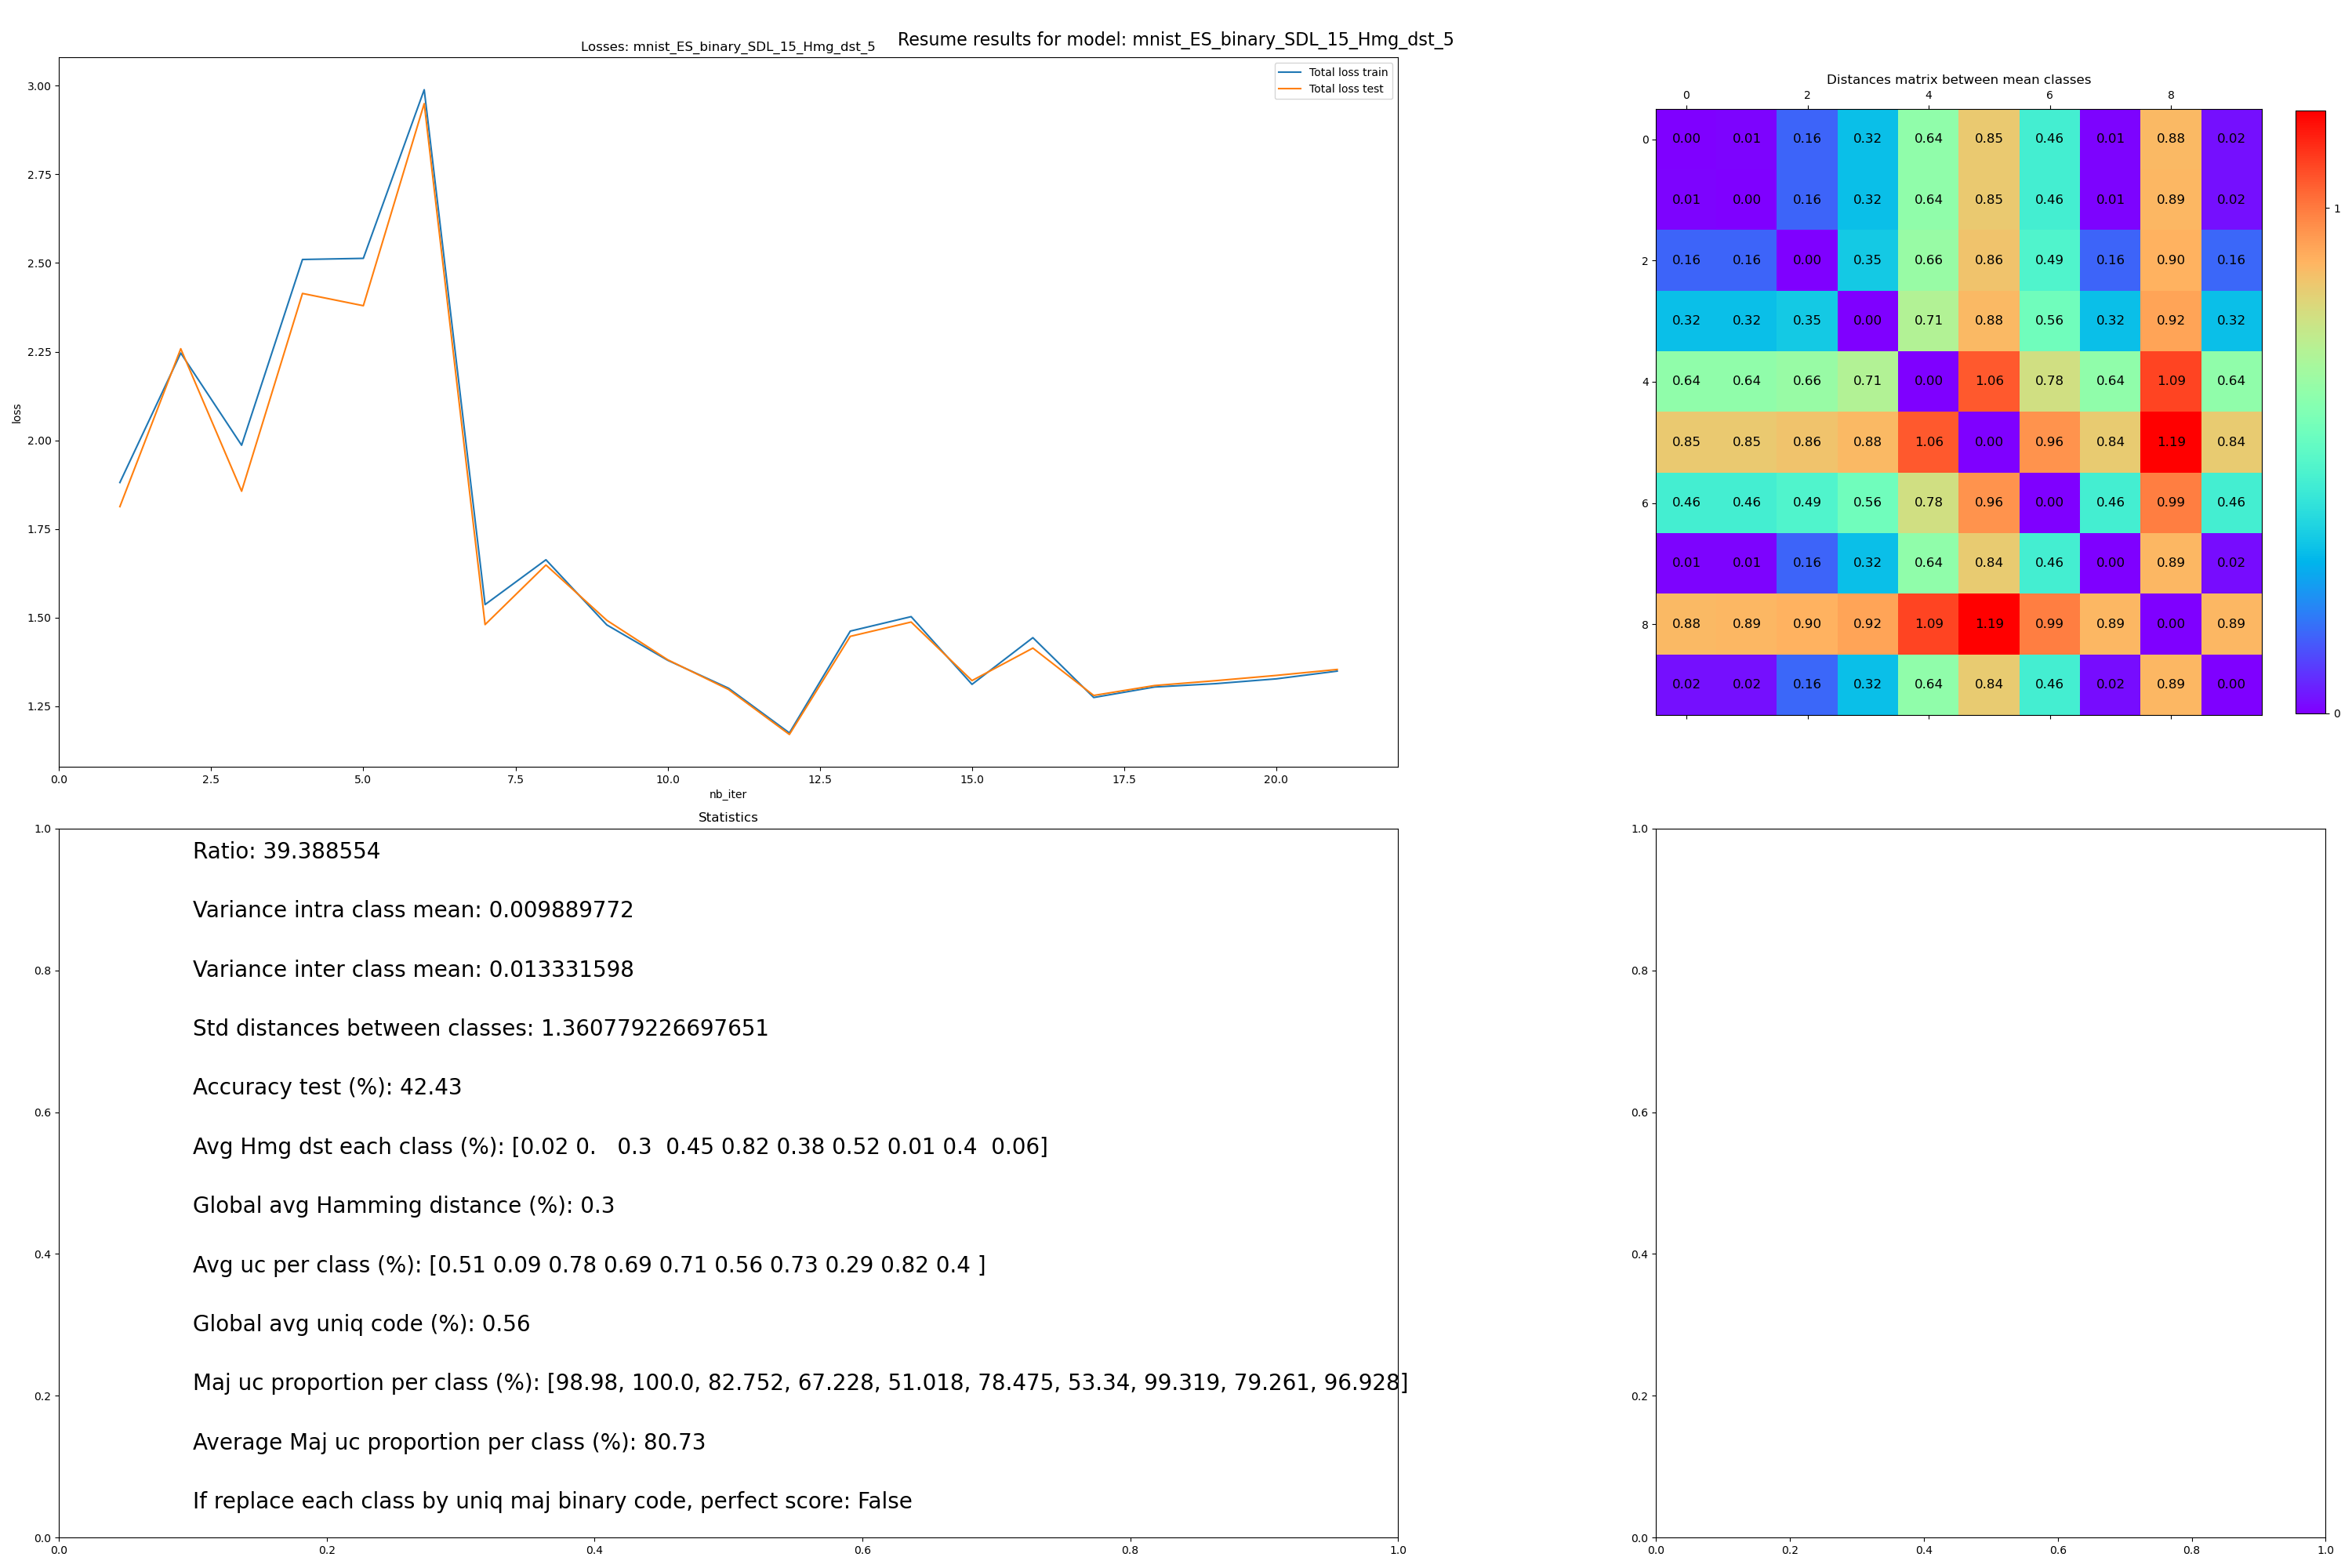 Resume results for model: mnist_ES_binary_SDL_15_Hmg_dst_5
Losses: mnist_ES_binary_SDL_15_Hmg_dst_5
Total loss train
Total loss test
3.00
2.75
2.50
2.25
2.00
1.75
1.50
1.25
loss
0.0 2.5 5.0 7.5 10.0 12.5 15.0 17.5 20.0
nb_iter
Distances matrix between mean classes
0 2 4 6 8
0 0.00 0.01 0.16 0.32 0.64 0.85 0.46 0.01 0.88 0.02
0.01 0.00 0.16 0.32 0.64 0.85 0.46 0.01 0.89 0.02
2 0.16 0.16 0.00 0.35 0.66 0.86 0.49 0.16 0.90 0.16
0.32 0.32 0.35 0.00 0.71 0.88 0.56 0.32 0.92 0.32
4 0.64 0.64 0.66 0.71 0.00 1.06 0.78 0.64 1.09 0.64
0.85 0.85 0.86 0.88 1.06 0.00 0.96 0.84 1.19 0.84
6 0.46 0.46 0.49 0.56 0.78 0.96 0.00 0.46 0.99 0.46
0.01 0.01 0.16 0.32 0.64 0.84 0.46 0.00 0.89 0.02
8 0.88 0.89 0.90 0.92 1.09 1.19 0.99 0.89 0.00 0.89
0.02 0.02 0.16 0.32 0.64 0.84 0.46 0.02 0.89 0.00
1
0
Statistics
Ratio: 39.388554
Variance intra class mean: 0.009889772
Variance inter class mean: 0.013331598
Std distances between classes: 1.360779226697651
Accuracy test (%): 42.43
Avg Hmg dst each class (%): [0.02 0.   0.3  0.45 0.82 0.38 0.52 0.01 0.4  0.06]
Global avg Hamming distance (%): 0.3
Avg uc per class (%): [0.51 0.09 0.78 0.69 0.71 0.56 0.73 0.29 0.82 0.4 ]
Global avg uniq code (%): 0.56
Maj uc proportion per class (%): [98.98, 100.0, 82.752, 67.228, 51.018, 78.475, 53.34, 99.319, 79.261, 96.928]
Average Maj uc proportion per class (%): 80.73
If replace each class by uniq maj binary code, perfect score: False
1.0
0.8
0.6
0.4
0.2
0.0
0.0 0.2 0.4 0.6 0.8 1.0
1.0
0.8
0.6
0.4
0.2
0.0
0.0 0.2 0.4 0.6 0.8 1.0